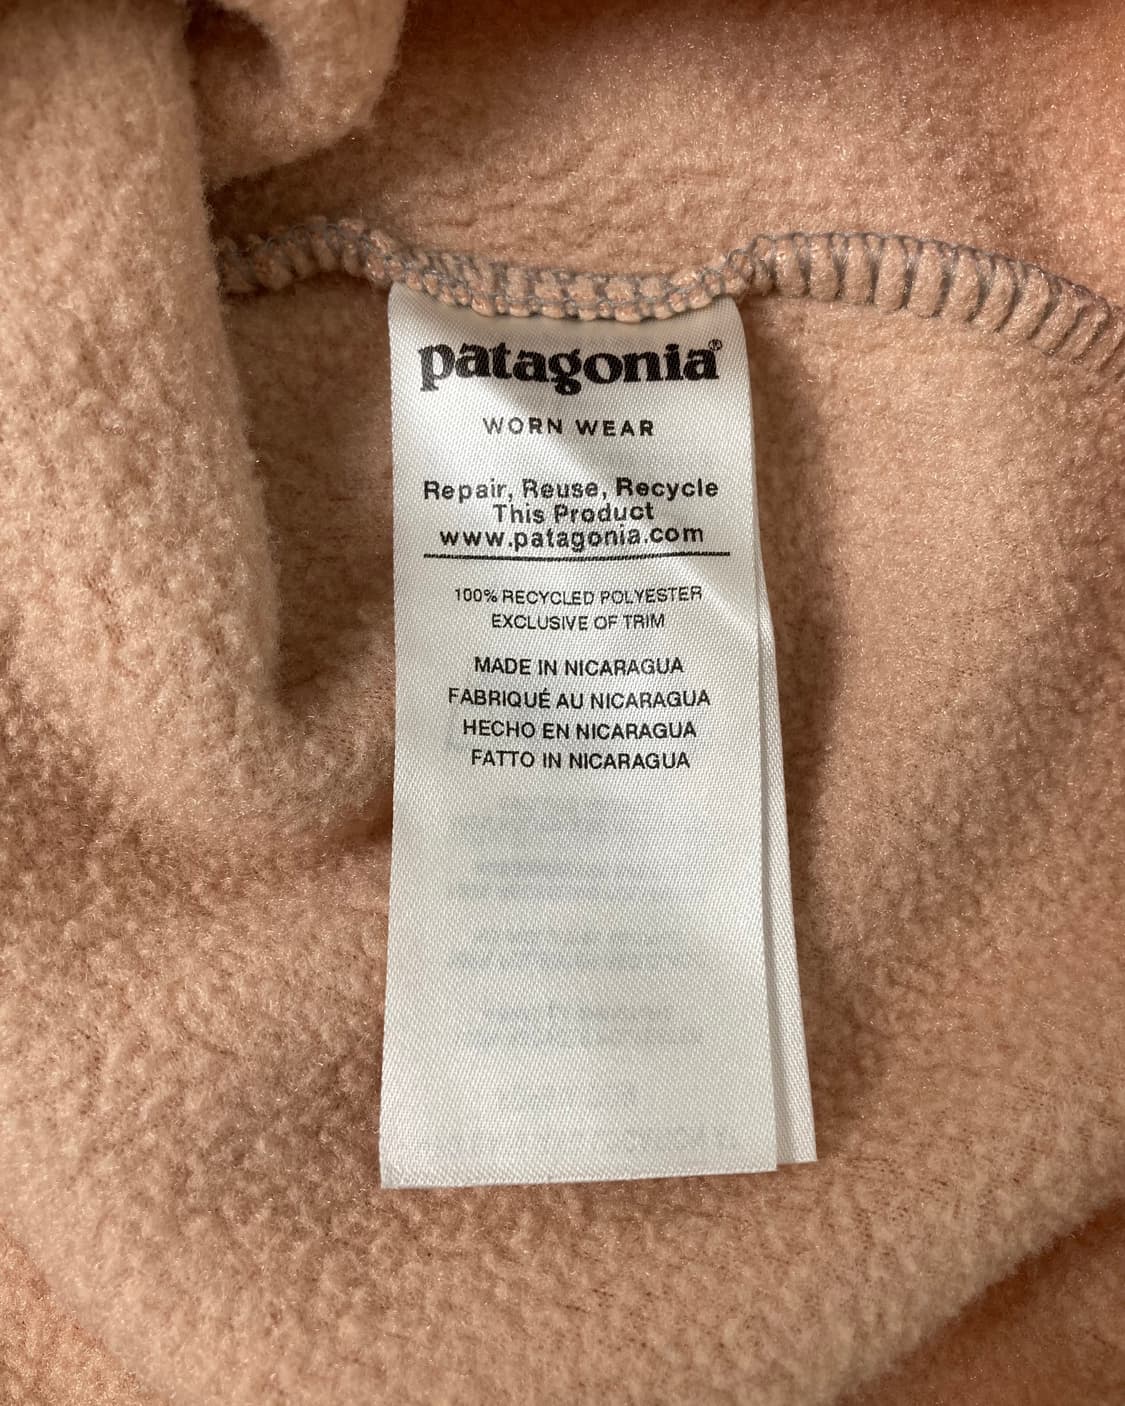 patagonia®
WORN WEAR
Repair, Reuse, Recycle
This Product
www.patagonia.com
100% RECYCLED POLYESTER
EXCLUSIVE OF TRIM
MADE IN NICARAGUA
FABRIQUÉ AU NICARAGUA
HECHO EN NICARAGUA
FATTO IN NICARAGUA